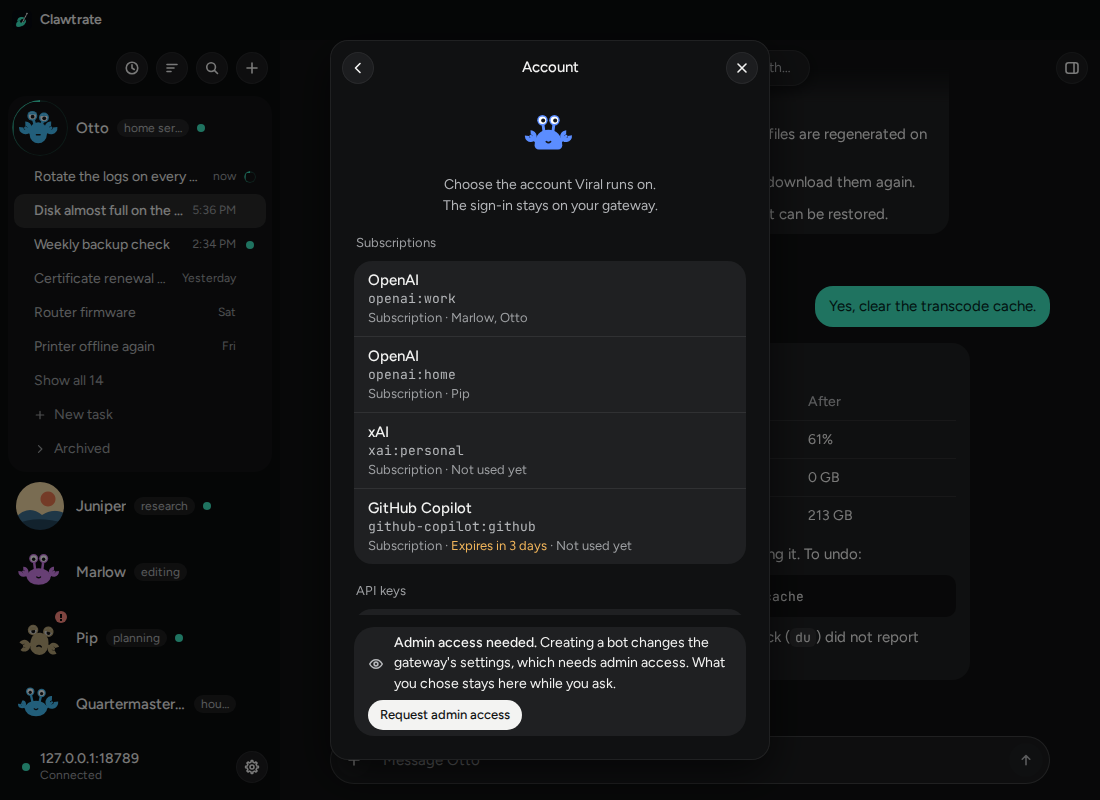 Clawtrate
Otto
home ser...
Rotate the logs on every ...
now
Disk almost full on the ...
5:36 PM
Weekly backup check
2:34 PM
Certificate renewal ...
Yesterday
Router firmware
Sat
Printer offline again
Fri
Show all 14
+ New task
Archived
Juniper
research
Marlow
editing
!
Pip
planning
Quartermaster...
hou...
127.0.0.1:18789
Connected
Account
Choose the account Viral runs on.
The sign-in stays on your gateway.
Subscriptions
OpenAI
openai:work
Subscription · Marlow, Otto
OpenAI
openai:home
Subscription · Pip
xAI
xai:personal
Subscription · Not used yet
GitHub Copilot
github-copilot:github
Subscription · Expires in 3 days · Not used yet
API keys
Admin access needed. Creating a bot changes the
gateway's settings, which needs admin access. What
you chose stays here while you ask.
Request admin access
th...
files are regenerated on
download them again.
t can be restored.
Yes, clear the transcode cache.
After
61%
0 GB
213 GB
ng it. To undo:
cache
ck ( du ) did not report
Message Otto